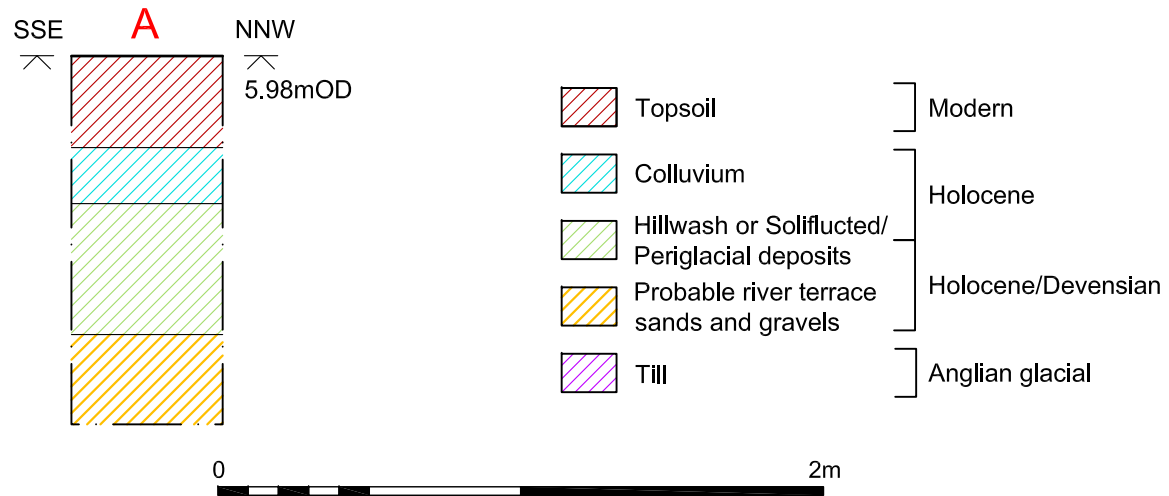 SSE A NNW
5.98mOD
Topsoil
Modern
Colluvium
Holocene
Hillwash or Soliflucted/
Periglacial deposits
Holocene/Devensian
Probable river terrace
sands and gravels
Till
Anglian glacial
0 2m